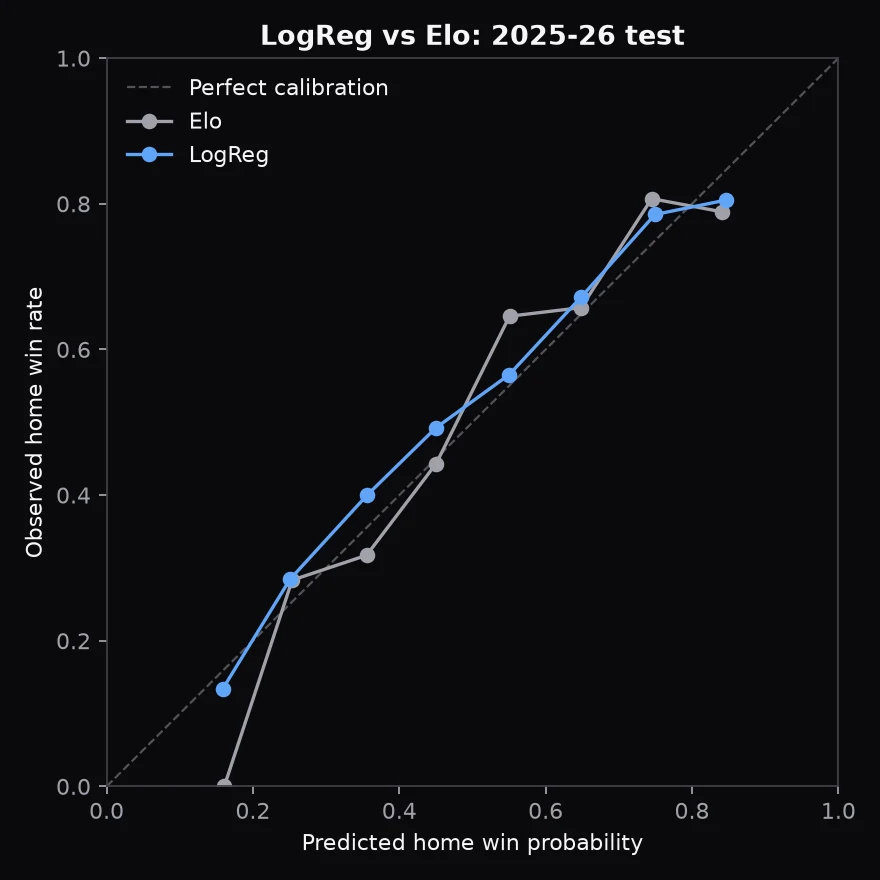 LogReg vs Elo: 2025-26 test
1.0
Perfect calibration
Elo
LogReg
0.8
0.6
0.4
0.2
0.0
Observed home win rate
0.0 0.2 0.4 0.6 0.8 1.0
Predicted home win probability